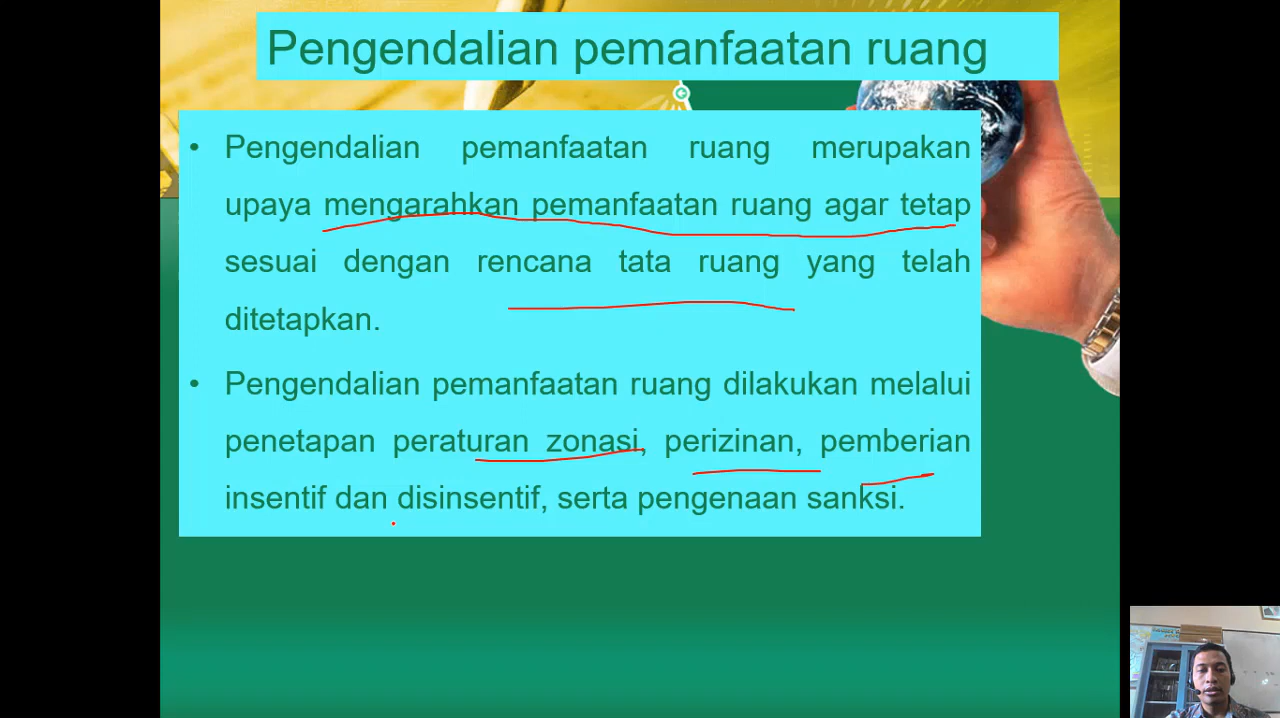 Pengendalian pemanfaatan ruang
• Pengendalian pemanfaatan ruang merupakan
upaya mengarahkan pemanfaatan ruang agar tetap
sesuai dengan rencana tata ruang yang telah
ditetapkan.
• Pengendalian pemanfaatan ruang dilakukan melalui
penetapan peraturan zonasi, perizinan, pemberian
insentif dan disinsentif, serta pengenaan sanksi.